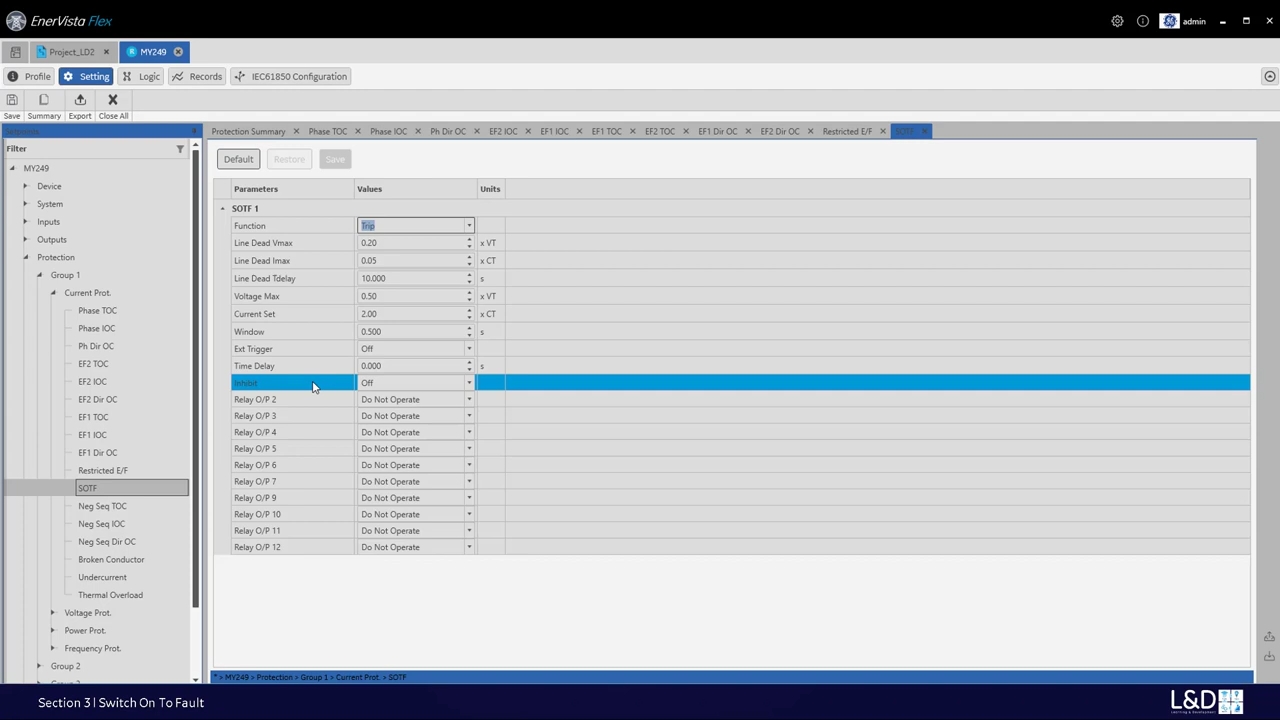 EnerVista Flex
admin
Project_LD2
MY249
Profile
Setting
Logic
Records
IEC61850 Configuration
Save
Summary
Export
Close All
Filter
MY249
Device
System
Inputs
Outputs
Protection
Group 1
Current Prot.
Phase TOC
Phase IOC
Ph Dir OC
EF2 TOC
EF2 IOC
EF2 Dir OC
EF1 TOC
EF1 IOC
EF1 Dir OC
Restricted E/F
SOTF
Neg Seq TOC
Neg Seq IOC
Neg Seq Dir OC
Broken Conductor
Undercurrent
Thermal Overload
Voltage Prot.
Power Prot.
Frequency Prot.
Group 2
Protection Summary Phase TOC Phase IOC Ph Dir OC EF2 IOC EF1 IOC EF1 TOC EF2 TOC EF1 Dir OC EF2 Dir OC Restricted E/F SOTF
Default Restore Save
Parameters Values Units
SOTF 1
Function Trip
Line Dead Vmax 0.20 x VT
Line Dead Imax 0.05 x CT
Line Dead Tdelay 10.000 s
Voltage Max 0.50 x VT
Current Set 2.00 x CT
Window 0.500 s
Ext Trigger Off
Time Delay 0.000 s
Inhibit Off
Relay O/P 2 Do Not Operate
Relay O/P 3 Do Not Operate
Relay O/P 4 Do Not Operate
Relay O/P 5 Do Not Operate
Relay O/P 6 Do Not Operate
Relay O/P 7 Do Not Operate
Relay O/P 9 Do Not Operate
Relay O/P 10 Do Not Operate
Relay O/P 11 Do Not Operate
Relay O/P 12 Do Not Operate
* > MY249 > Protection > Group 1 > Current Prot. > SOTF
Section 3 | Switch On To Fault
L&D
Learning & Development